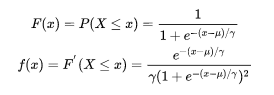 F(x) = P(X ≤ x) = 1 / (1 + e^{-(x-μ)/γ})
f(x) = F′(X ≤ x) = e^{-(x-μ)/γ} / (γ(1 + e^{-(x-μ)/γ})²)